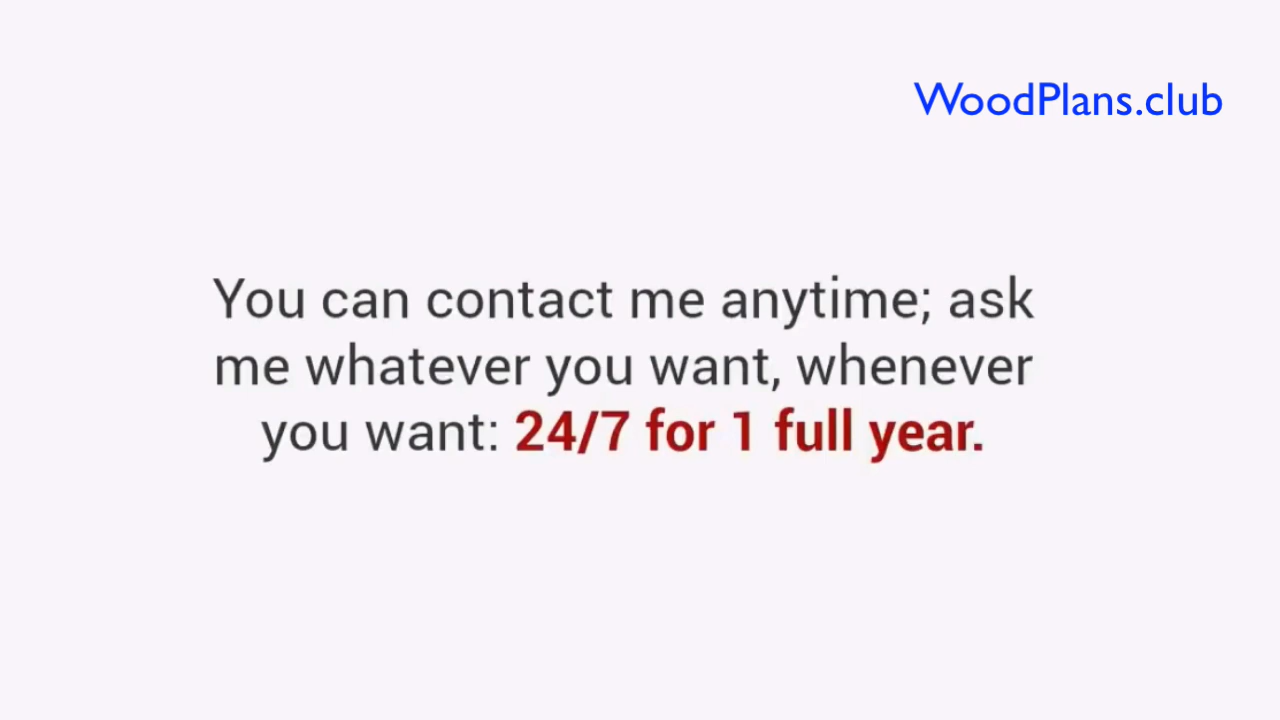 WoodPlans.club
You can contact me anytime; ask
me whatever you want, whenever
you want: 24/7 for 1 full year.